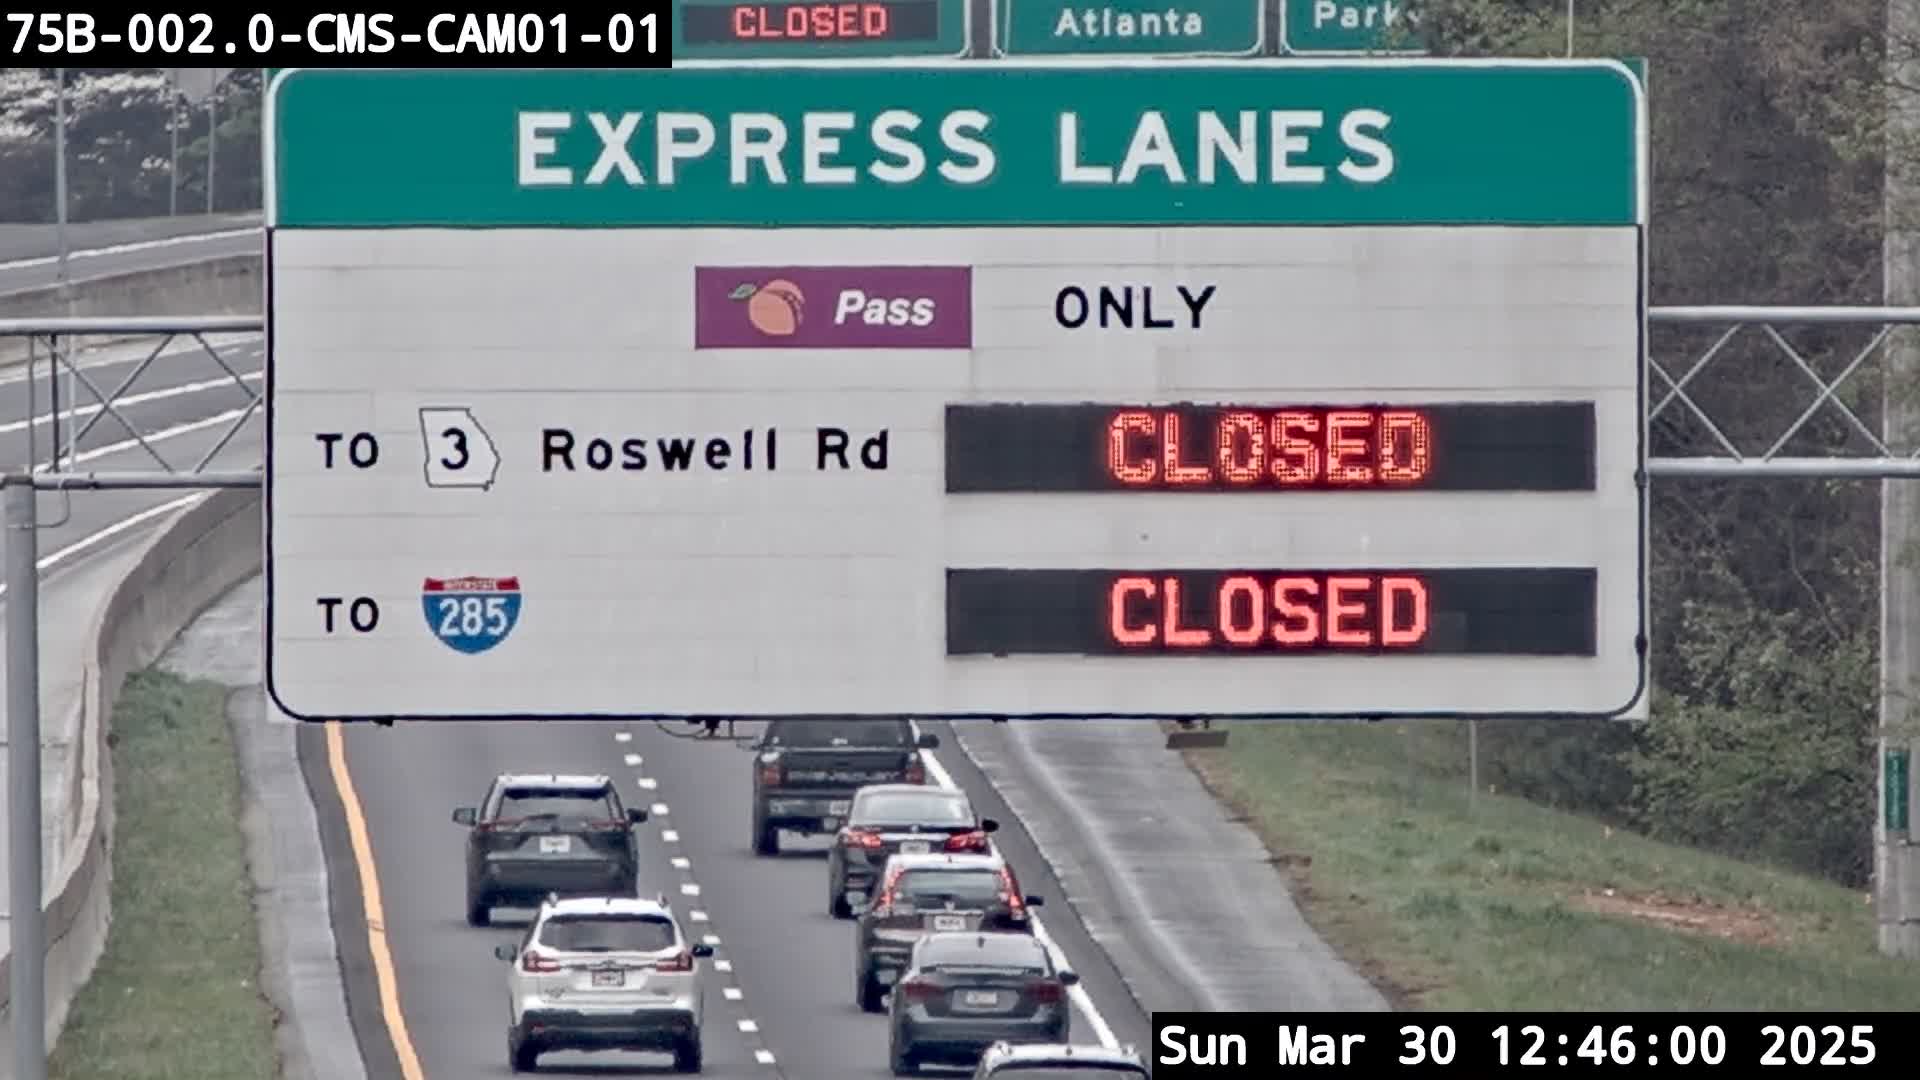 75B-002.0-CMS-CAM01-01
CLOSED
Atlanta
EXPRESS LANES
Pass ONLY
TO 3 Roswell Rd CLOSED
TO 285 CLOSED
Sun Mar 30 12:46:00 2025